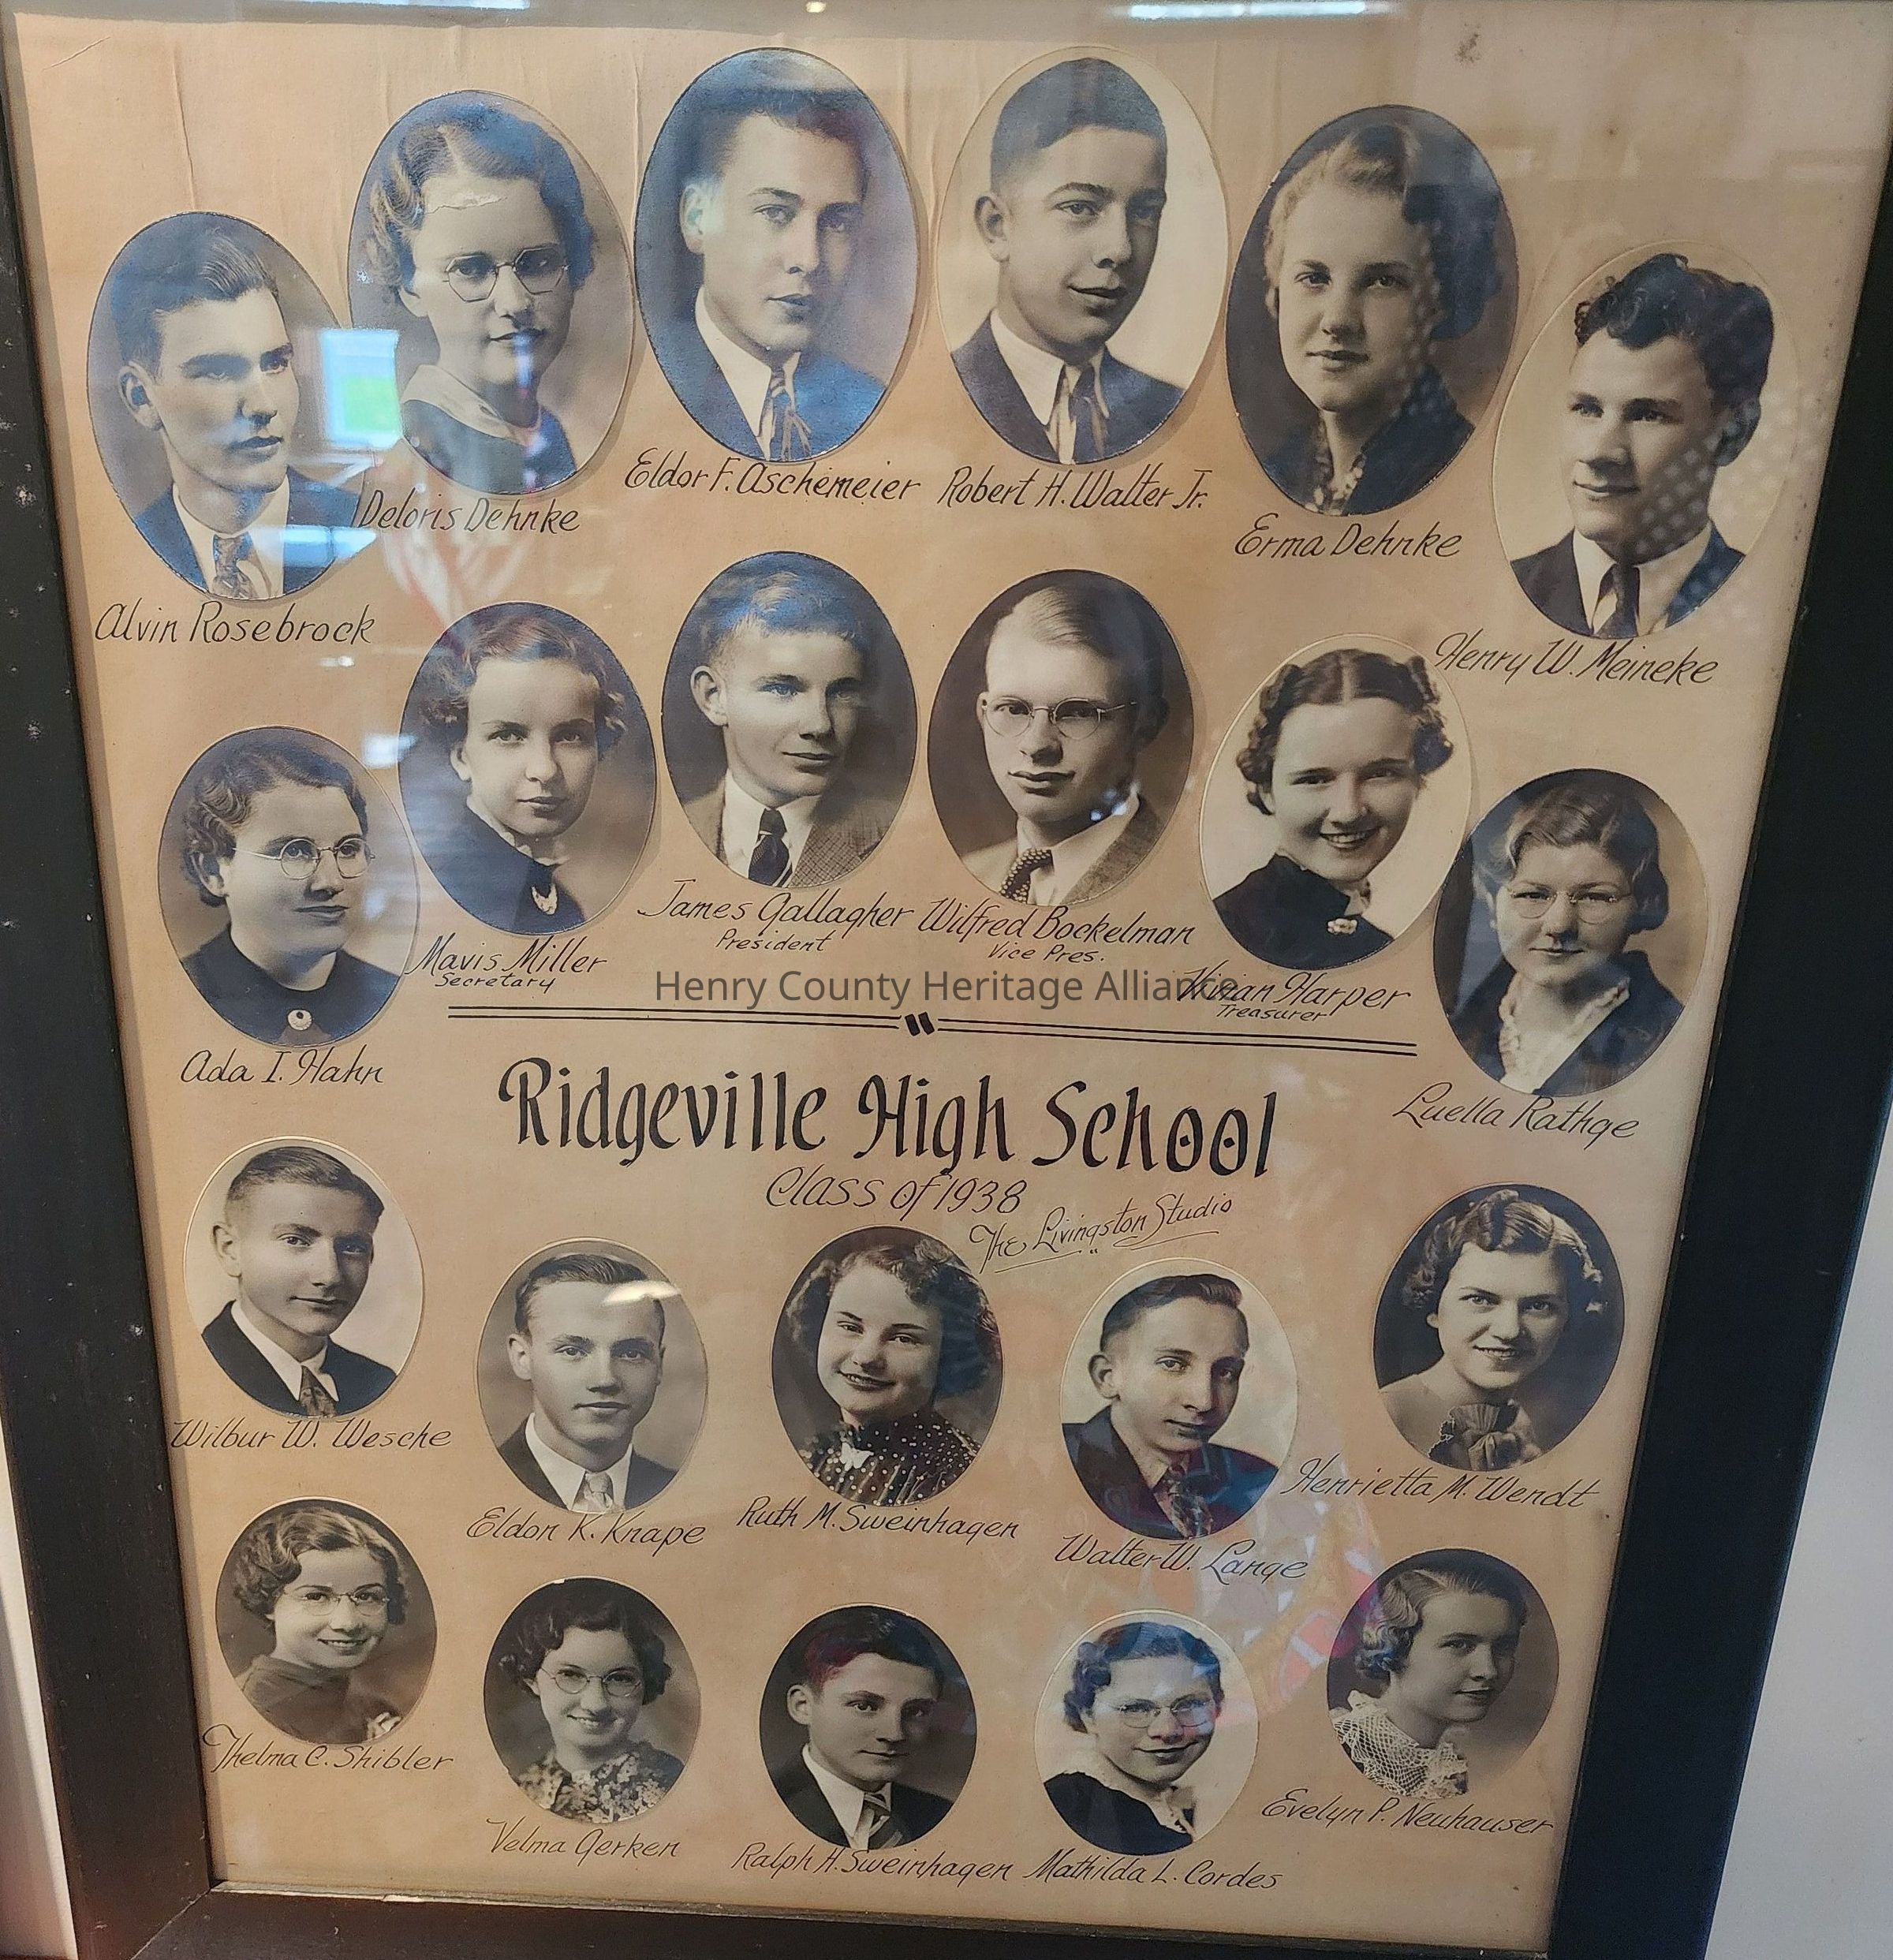 Eldor F. Aschemeier
Robert H. Walter Jr.
Deloris Dehnke
Erma Dehnke
Alvin Rosebrock
Henry W. Meineke
James Gallagher
President
Wilfred Bockelman
Vice Pres.
Mavis Miller
Secretary
Vivian Harper
Treasurer
Henry County Heritage Alliance
Ada I. Hahn
Luella Rathge
Ridgeville High School
Class of 1938
The Livingston Studio
Wilbur W. Wesche
Eldon K. Knape
Ruth M. Sweinhagen
Walter W. Lange
Henrietta M. Wendt
Thelma C. Shibler
Velma Gerken
Ralph H. Sweinhagen
Mathilda L. Cordes
Evelyn P. Neuhauser